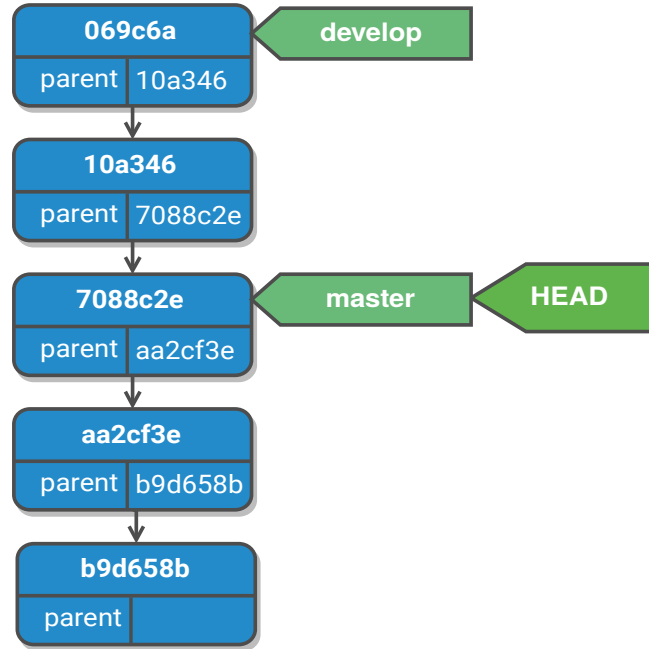 069c6a
develop
parent 10a346
10a346
parent 7088c2e
7088c2e
master
HEAD
parent aa2cf3e
aa2cf3e
parent b9d658b
b9d658b
parent